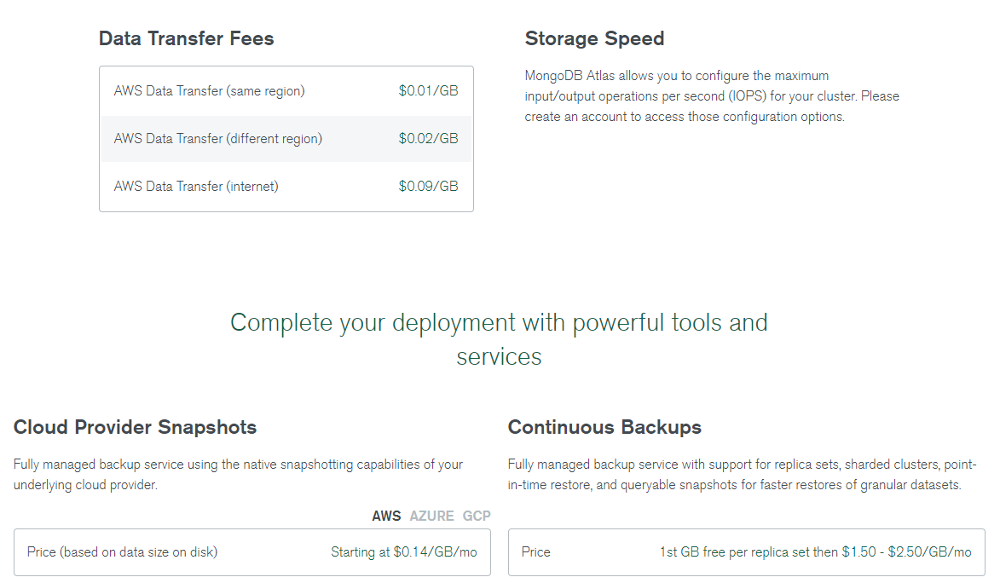 Data Transfer Fees
AWS Data Transfer (same region) $0.01/GB
AWS Data Transfer (different region) $0.02/GB
AWS Data Transfer (internet) $0.09/GB
Storage Speed
MongoDB Atlas allows you to configure the maximum
input/output operations per second (IOPS) for your cluster. Please
create an account to access those configuration options.
Complete your deployment with powerful tools and
services
Cloud Provider Snapshots
Fully managed backup service using the native snapshotting capabilities of your
underlying cloud provider.
AWS AZURE GCP
Price (based on data size on disk) Starting at $0.14/GB/mo
Continuous Backups
Fully managed backup service with support for replica sets, sharded clusters, point-
in-time restore, and queryable snapshots for faster restores of granular datasets.
Price 1st GB free per replica set then $1.50 - $2.50/GB/mo